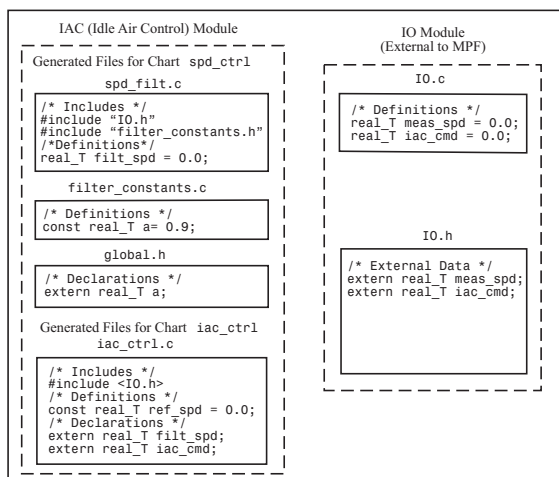 IAC (Idle Air Control) Module
Generated Files for Chart spd_ctrl
spd_filt.c
/* Includes */
#include “IO.h”
#include “filter_constants.h”
/*Definitions*/
real_T filt_spd = 0.0;
filter_constants.c
/* Definitions */
const real_T a= 0.9;
global.h
/* Declarations */
extern real_T a;
Generated Files for Chart iac_ctrl
iac_ctrl.c
/* Includes */
#include <IO.h>
/* Definitions */
const real_T ref_spd = 0.0;
/* Declarations */
extern real_T filt_spd;
extern real_T iac_cmd;
IO Module
(External to MPF)
IO.c
/* Definitions */
real_T meas_spd = 0.0;
real_T iac_cmd = 0.0;
IO.h
/* External Data */
extern real_T meas_spd;
extern real_T iac_cmd;